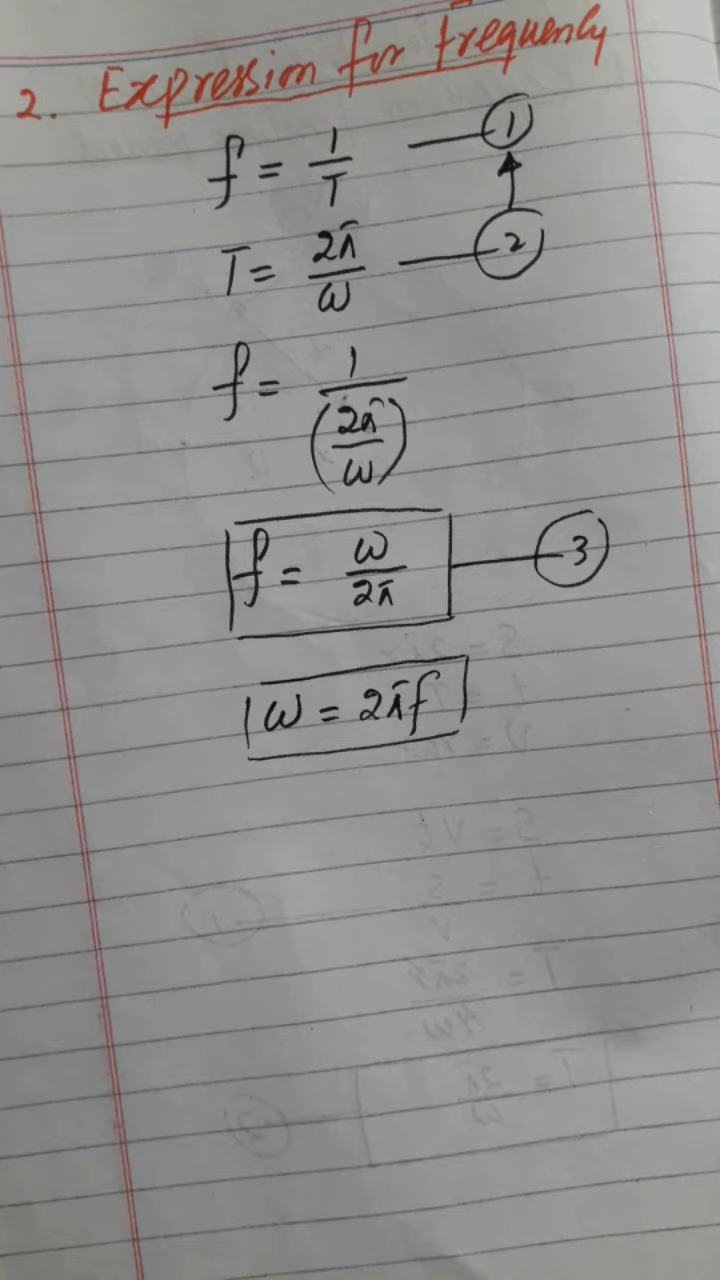 2. Expression for Frequency
f = 1/T — ①
T = 2π/ω — ②
f = 1/(2π/ω)
f = ω/2π — ③
ω = 2πf